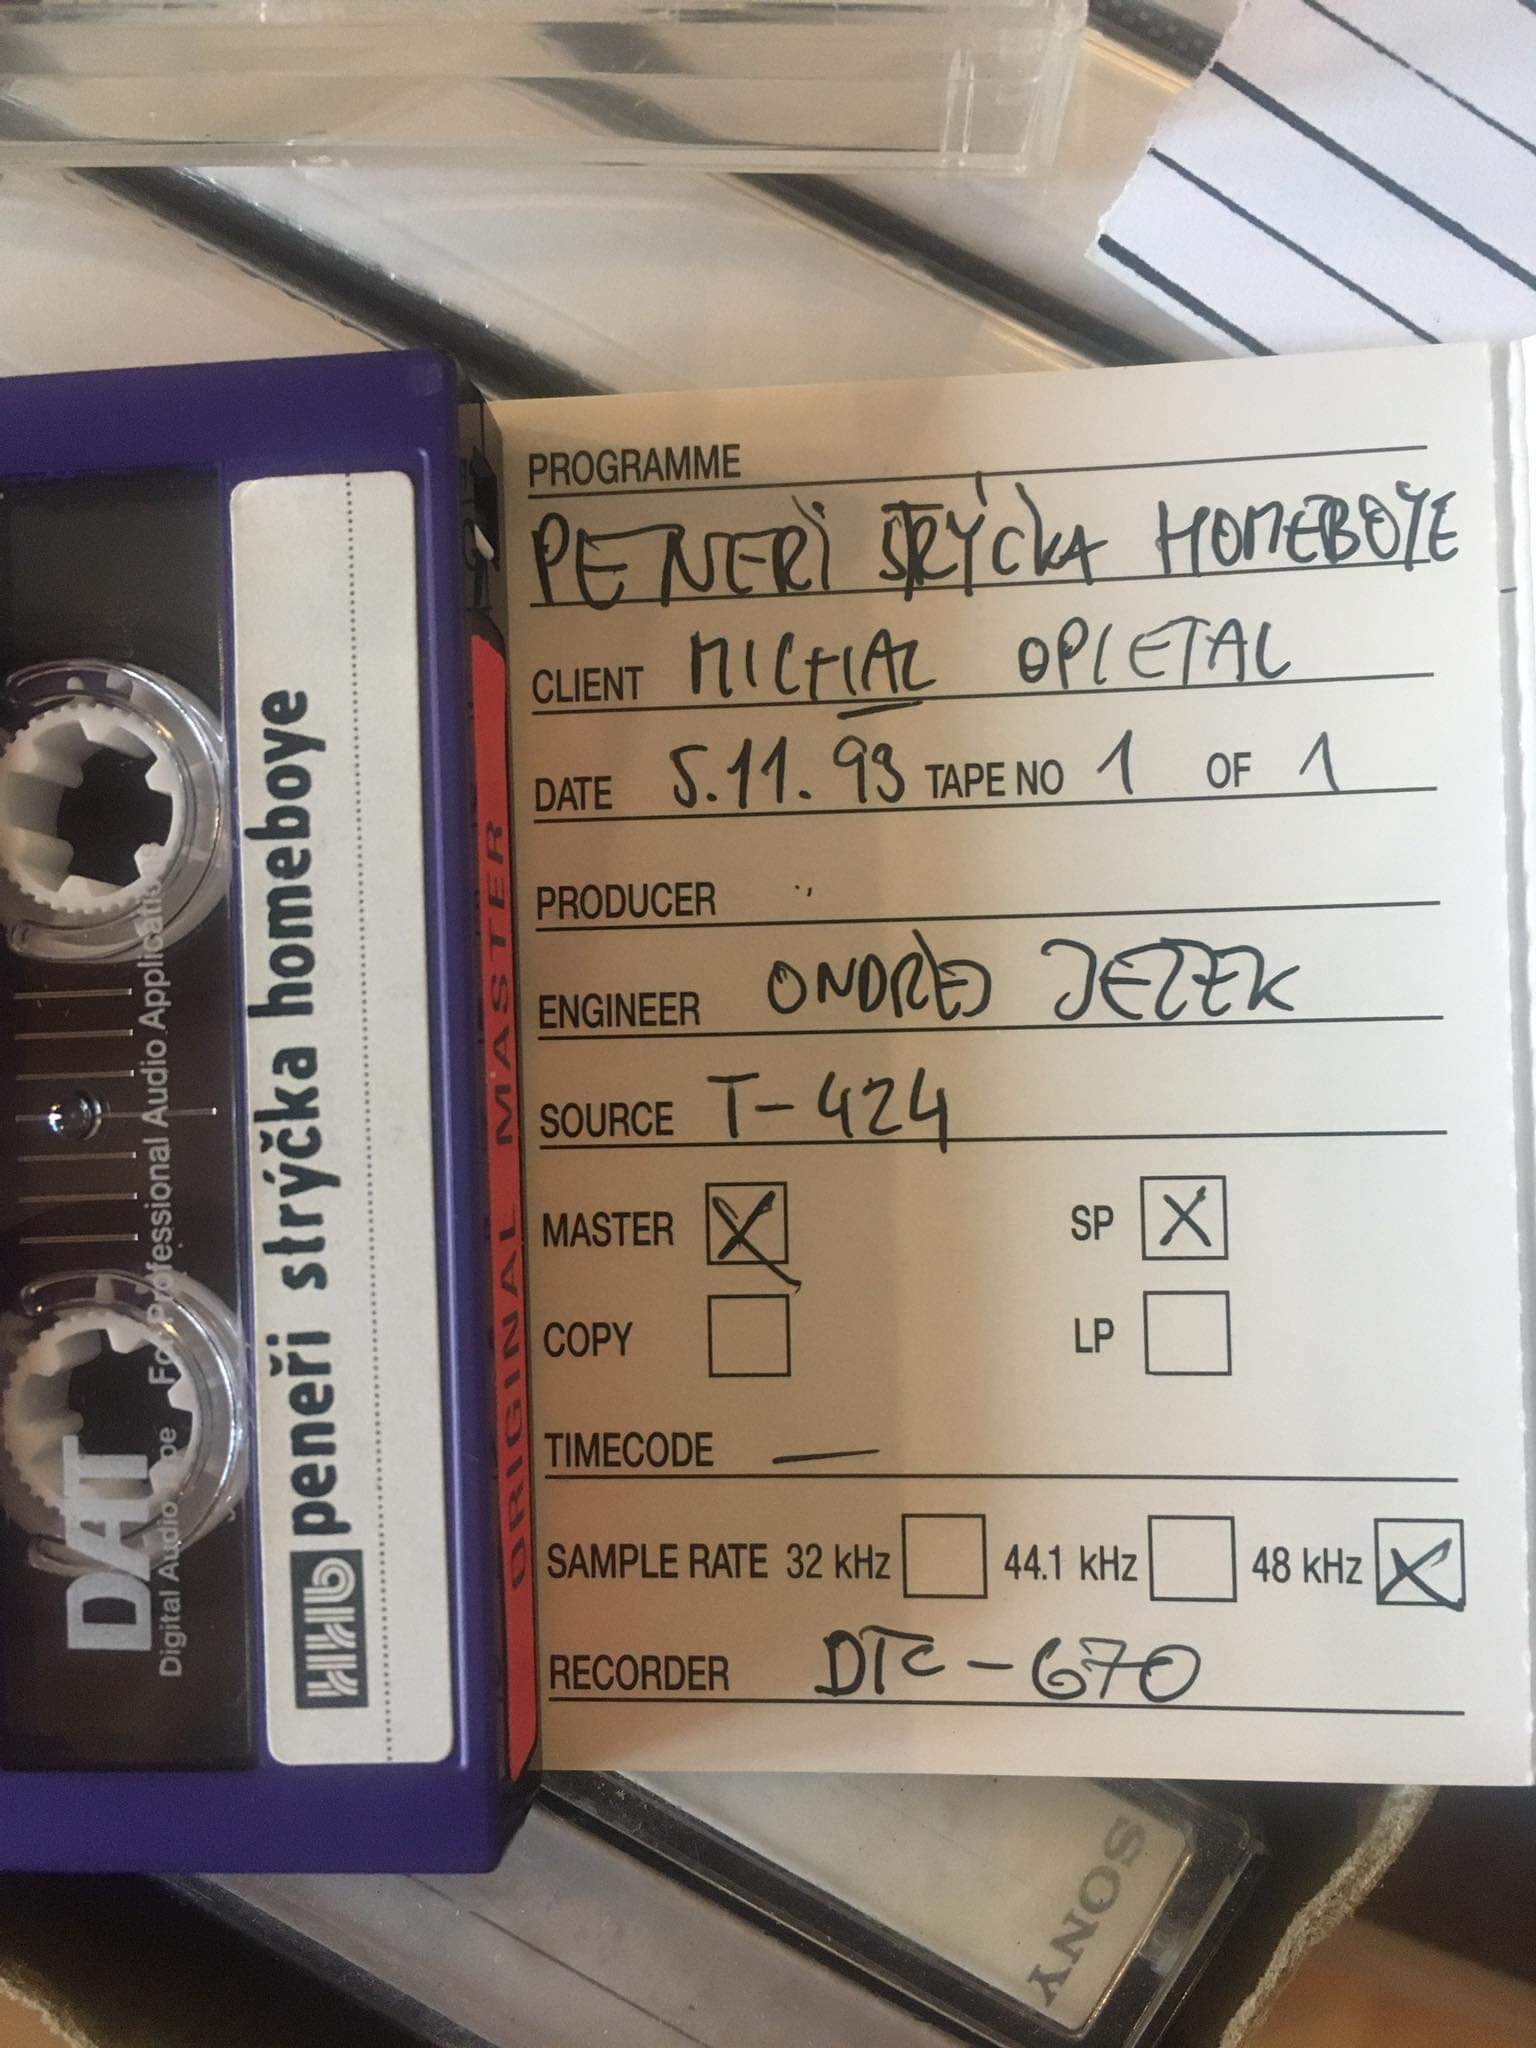 PROGRAMME
PENEŘI STRÝČKA HOMEBOYE
CLIENT MICHAL OPLETAL
DATE 5.11.93 TAPE NO 1 OF 1
PRODUCER
ENGINEER ONDŘEJ JEZEK
SOURCE T-424
MASTER X SP X
COPY LP
TIMECODE —
SAMPLE RATE 32 kHz 44.1 kHz 48 kHz X
RECORDER DTC-670
HHb peneři strýčka homeboye
DAT
Digital Audio Tape For Professional Audio Applications
ORIGINAL MASTER
SONY